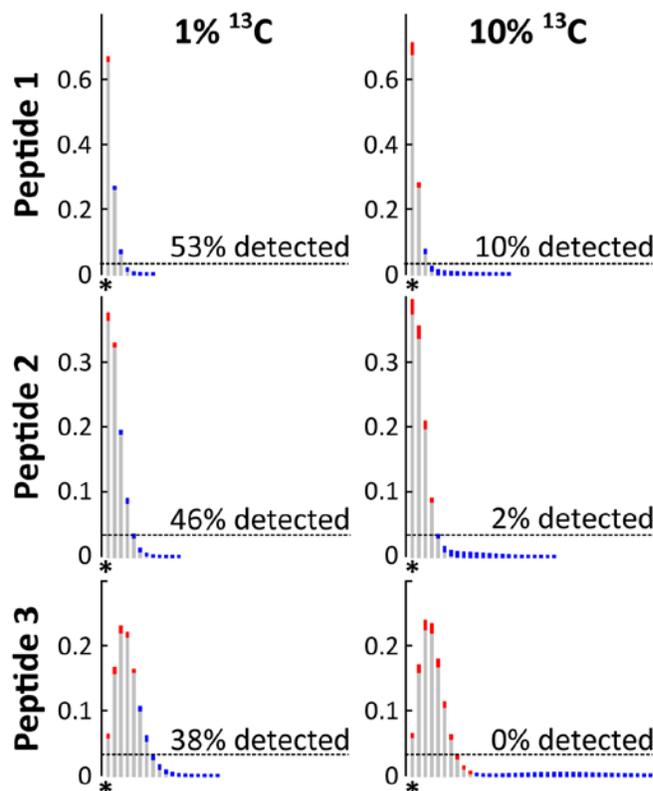 1% ¹³C 10% ¹³C
Peptide 1
0.6 0.6
0.4 0.4
0.2 0.2
53% detected 10% detected
0 0
* *
Peptide 2
0.3 0.3
0.2 0.2
0.1 0.1
46% detected 2% detected
0 0
* *
Peptide 3
0.2 0.2
0.1 0.1
38% detected 0% detected
0 0
* *